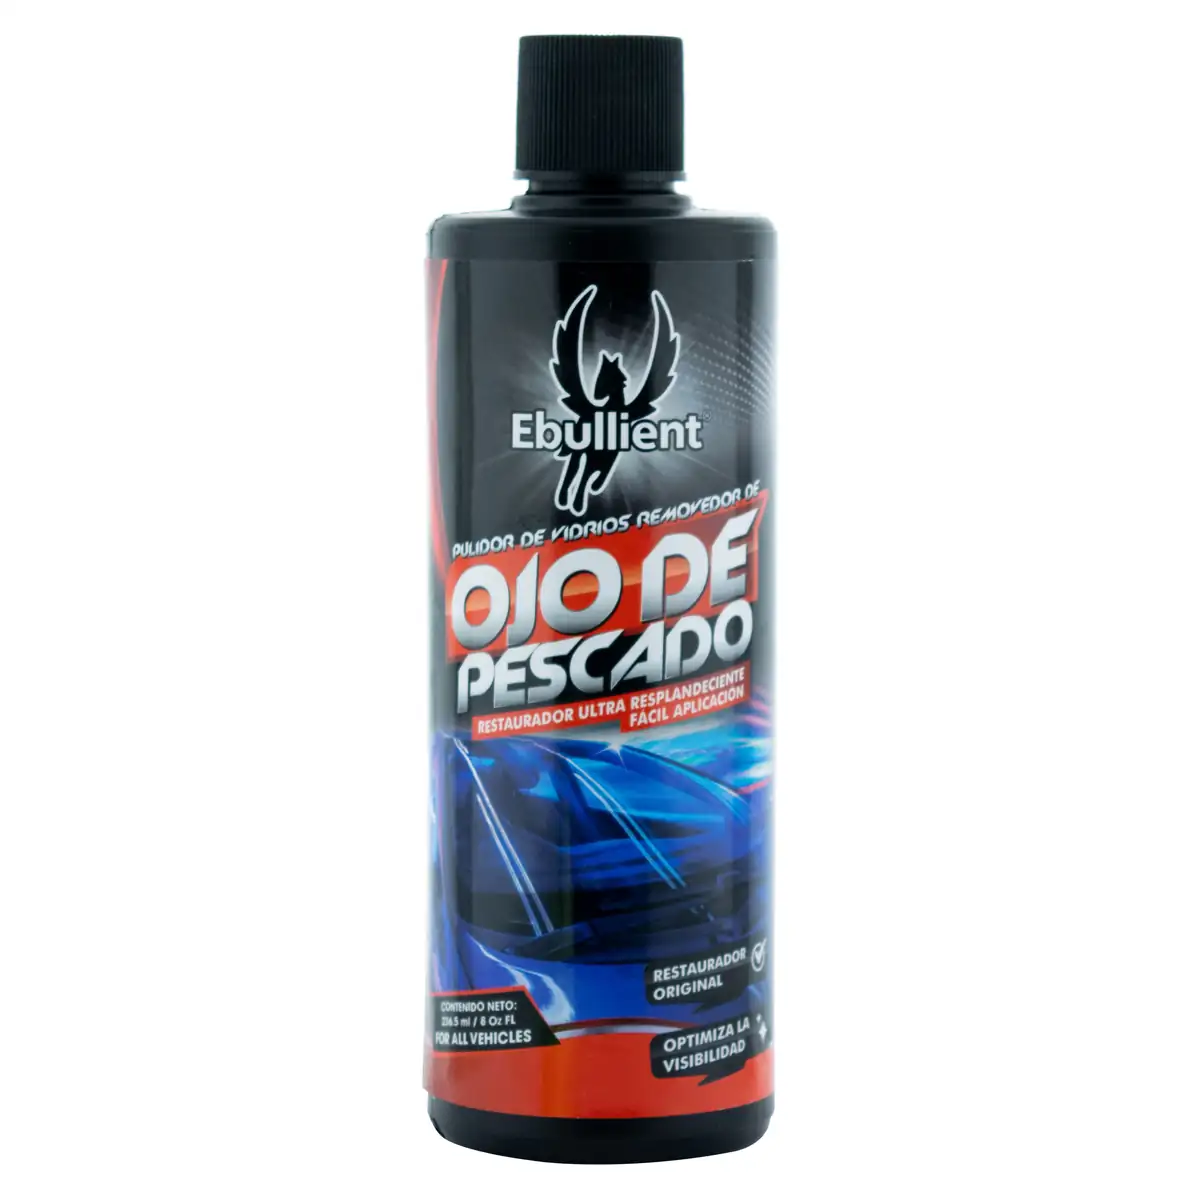 Ebullient
PULIDOR DE VIDRIOS REMOVEDOR DE
OJO DE
PESCADO
RESTAURADOR ULTRA RESPLANDECIENTE
FÁCIL APLICACIÓN
RESTAURADOR
ORIGINAL
CONTENIDO NETO:
236.5 ml / 8 Oz FL
FOR ALL VEHICLES
OPTIMIZA LA
VISIBILIDAD